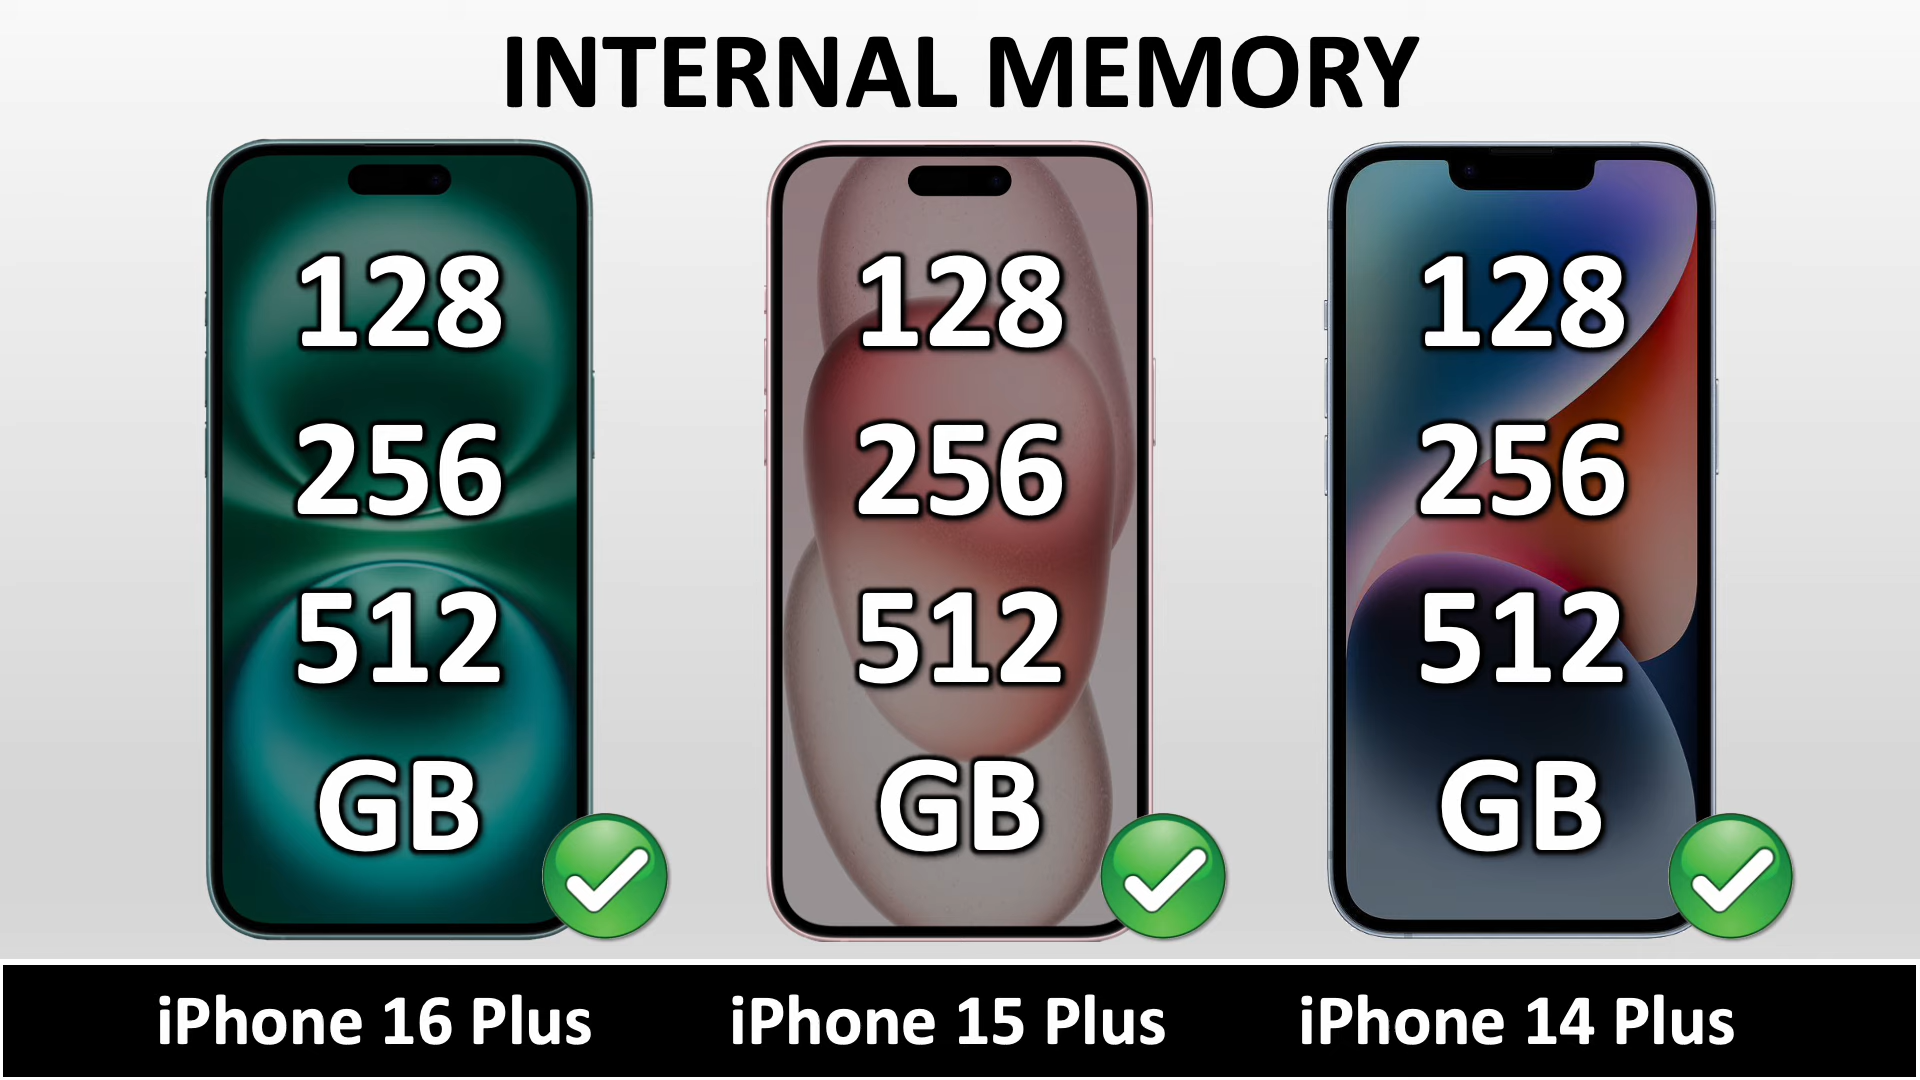 INTERNAL MEMORY
128
256
512
GB
128
256
512
GB
128
256
512
GB
iPhone 16 Plus
iPhone 15 Plus
iPhone 14 Plus